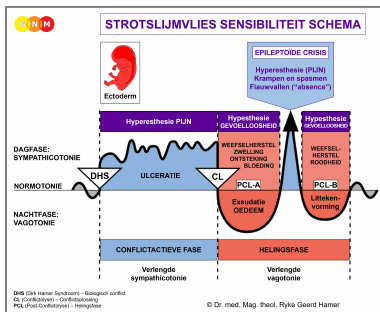 GNM
STROTSLIJMVLIES SENSIBILITEIT SCHEMA
EPILEPTOÏDE CRISIS
Hyperesthesie (PIJN)
Krampen en spasmen
Flauwvallen ("absence")
Ectoderm
Hyperesthesie PIJN
Hypesthesie
GEVOELLOOSHEID
Hypesthesie
GEVOELLOOSHEID
DAGFASE:
SYMPATHICOTONIE
WEEFSELHERSTEL
ZWELLING
ONTSTEKING
BLOEDING
WEEFSEL-
HERSTEL
ROODHEID
DHS
ULCERATIE
CL
PCL-A
PCL-B
NORMOTONIE
NACHTFASE:
VAGOTONIE
Exsudatie
OEDEEM
Litteken-
vorming
CONFLICTACTIEVE FASE
HELINGSFASE
Verlengde
sympathicotonie
Verlengde
vagotonie
DHS (Dirk Hamer Syndroom) – Biologisch conflict
CL (Conflictolyse) – Conflictoplossing
PCL (Post-Conflictolyse) – Helingsfase
© Dr. med. Mag. theol. Ryke Geerd Hamer